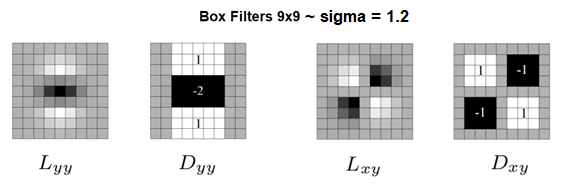 Box Filters 9x9 ~ sigma = 1.2
1
-2
1
1
-1
-1
1
Lyy
Dyy
Lxy
Dxy